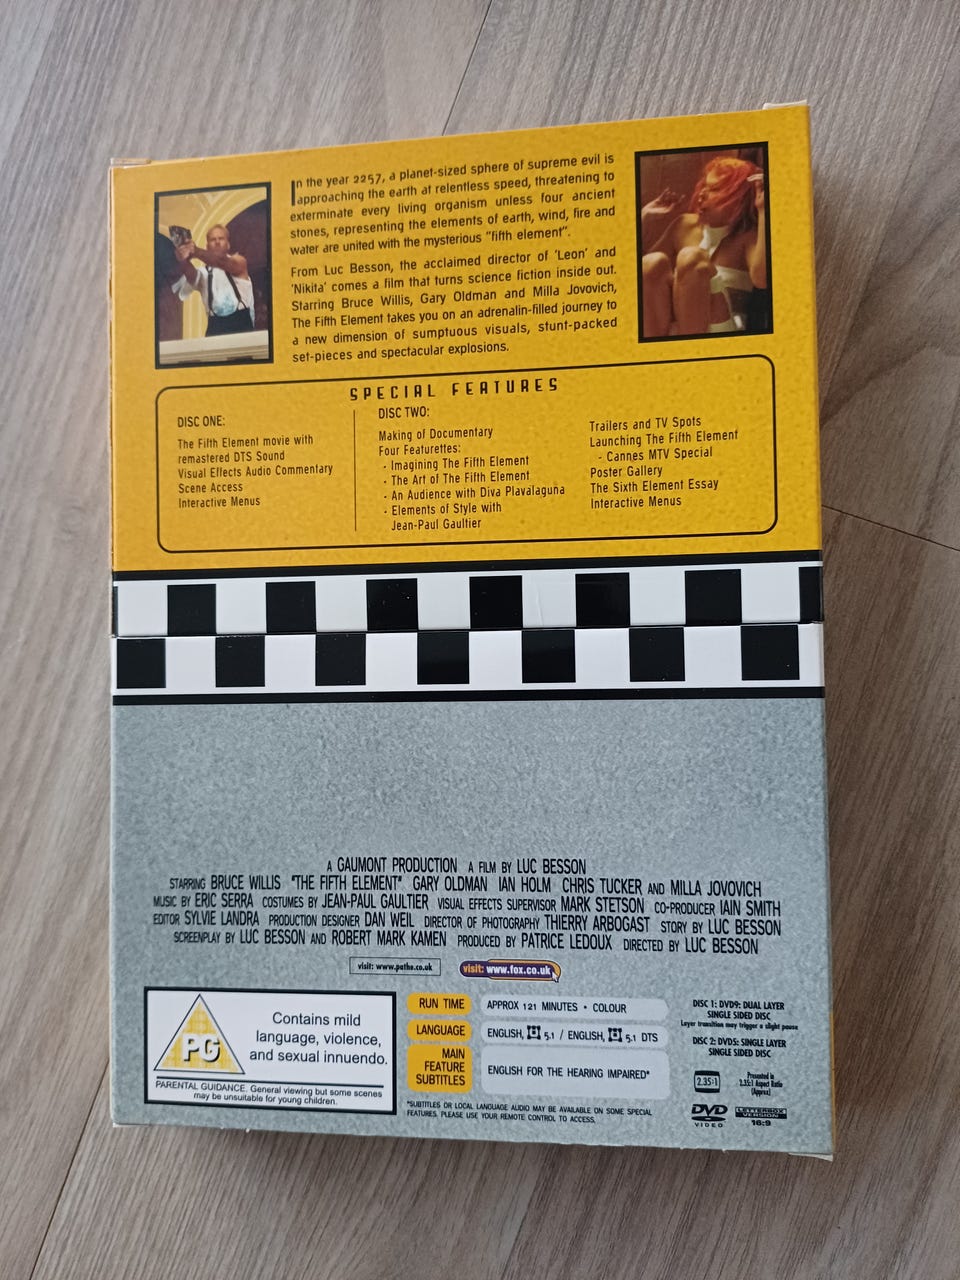 In the year 2257, a planet-sized sphere of supreme evil is
approaching the earth at relentless speed, threatening to
exterminate every living organism unless four ancient
stones, representing the elements of earth, wind, fire and
water are united with the mysterious "fifth element".
From Luc Besson, the acclaimed director of 'Leon' and
'Nikita' comes a film that turns science fiction inside out.
Starring Bruce Willis, Gary Oldman and Milla Jovovich,
The Fifth Element takes you on an adrenalin-filled journey to
a new dimension of sumptuous visuals, stunt-packed
set-pieces and spectacular explosions.
SPECIAL FEATURES
DISC ONE:
The Fifth Element movie with
remastered DTS Sound
Visual Effects Audio Commentary
Scene Access
Interactive Menus
DISC TWO:
Making of Documentary
Four Featurettes:
- Imagining The Fifth Element
- The Art of The Fifth Element
- An Audience with Diva Plavalaguna
- Elements of Style with
Jean-Paul Gaultier
Trailers and TV Spots
Launching The Fifth Element
- Cannes MTV Special
Poster Gallery
The Sixth Element Essay
Interactive Menus
A GAUMONT PRODUCTION A FILM BY LUC BESSON
STARRING BRUCE WILLIS "THE FIFTH ELEMENT" GARY OLDMAN IAN HOLM CHRIS TUCKER AND MILLA JOVOVICH
MUSIC BY ERIC SERRA COSTUMES BY JEAN-PAUL GAULTIER VISUAL EFFECTS SUPERVISOR MARK STETSON CO-PRODUCER IAIN SMITH
EDITOR SYLVIE LANDRA PRODUCTION DESIGNER DAN WEIL DIRECTOR OF PHOTOGRAPHY THIERRY ARBOGAST STORY BY LUC BESSON
SCREENPLAY BY LUC BESSON AND ROBERT MARK KAMEN PRODUCED BY PATRICE LEDOUX DIRECTED BY LUC BESSON
visit: www.pathe.co.uk
visit: www.fox.co.uk
PG
Contains mild
language, violence,
and sexual innuendo.
PARENTAL GUIDANCE. General viewing but some scenes
may be unsuitable for young children.
RUN TIME
APPROX 121 MINUTES • COLOUR
LANGUAGE
ENGLISH, 5.1 / ENGLISH, 5.1 DTS
MAIN
FEATURE
SUBTITLES
ENGLISH FOR THE HEARING IMPAIRED*
*SUBTITLES OR LOCAL LANGUAGE AUDIO MAY BE AVAILABLE ON SOME SPECIAL
FEATURES. PLEASE USE YOUR REMOTE CONTROL TO ACCESS.
DISC 1: DVD9: DUAL LAYER
SINGLE SIDED DISC
Layer transition may trigger a slight pause
DISC 2: DVD5: SINGLE LAYER
SINGLE SIDED DISC
2.35:1
Presented in
2.35:1 Aspect Ratio
(Approx)
DVD
VIDEO
LETTERBOX
VERSION
16:9